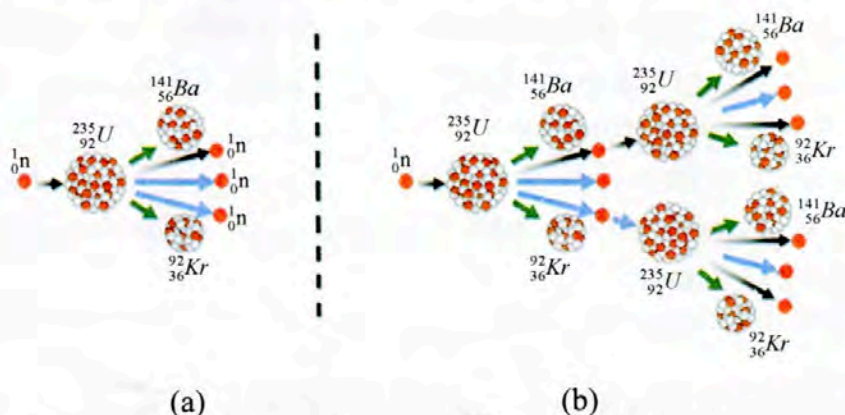 ¹₀n
²³⁵₉₂U
¹⁴¹₅₆Ba
¹₀n
¹₀n
¹₀n
⁹²₃₆Kr
(a)
¹₀n
²³⁵₉₂U
¹⁴¹₅₆Ba
⁹²₃₆Kr
²³⁵₉₂U
¹⁴¹₅₆Ba
⁹²₃₆Kr
²³⁵₉₂U
¹⁴¹₅₆Ba
⁹²₃₆Kr
(b)